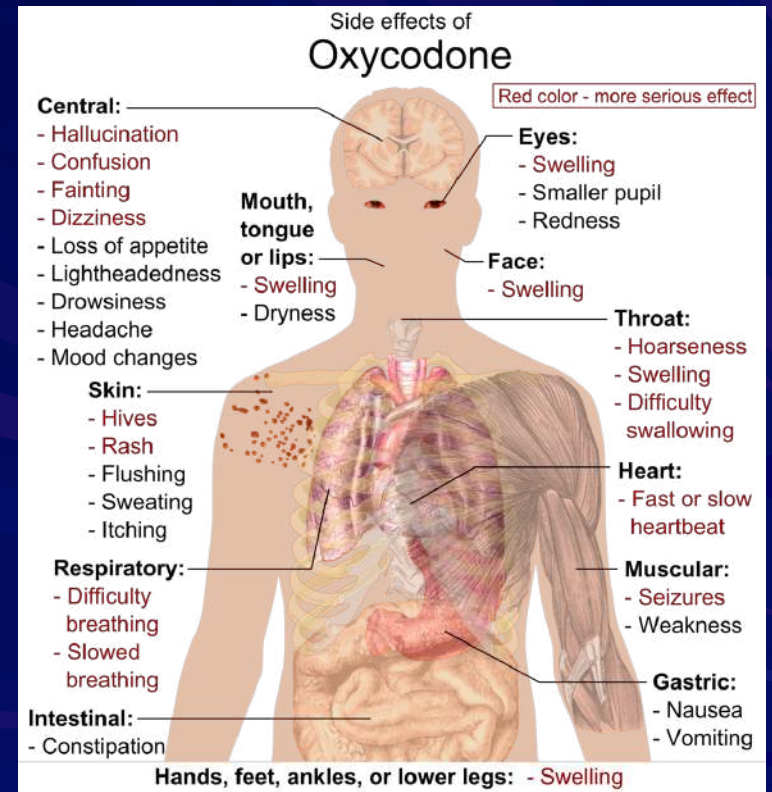 Side effects of
Oxycodone
Red color - more serious effect
Central:
- Hallucination
- Confusion
- Fainting
- Dizziness
- Loss of appetite
- Lightheadedness
- Drowsiness
- Headache
- Mood changes
Eyes:
- Swelling
- Smaller pupil
- Redness
Mouth,
tongue
or lips:
- Swelling
- Dryness
Face:
- Swelling
Throat:
- Hoarseness
- Swelling
- Difficulty
swallowing
Skin:
- Hives
- Rash
- Flushing
- Sweating
- Itching
Heart:
- Fast or slow
heartbeat
Respiratory:
- Difficulty
breathing
- Slowed
breathing
Muscular:
- Seizures
- Weakness
Gastric:
- Nausea
- Vomiting
Intestinal:
- Constipation
Hands, feet, ankles, or lower legs: - Swelling